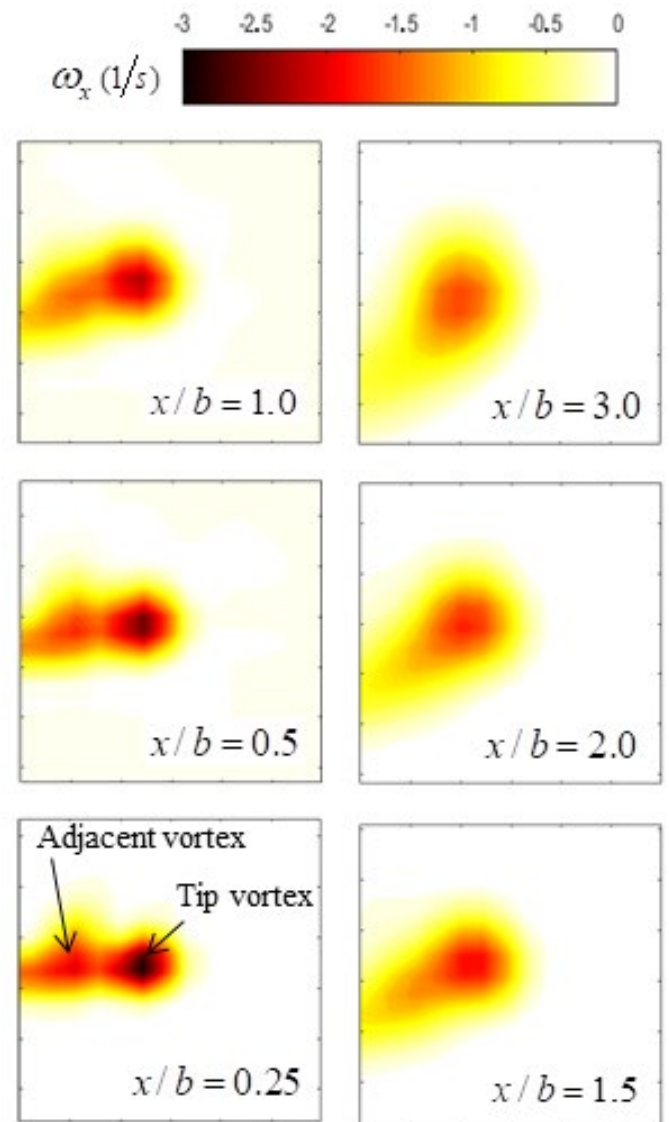 -3 -2.5 -2 -1.5 -1 -0.5 0
ωₓ (1/s)
x / b = 1.0
x / b = 3.0
x / b = 0.5
x / b = 2.0
Adjacent vortex
Tip vortex
x / b = 0.25
x / b = 1.5